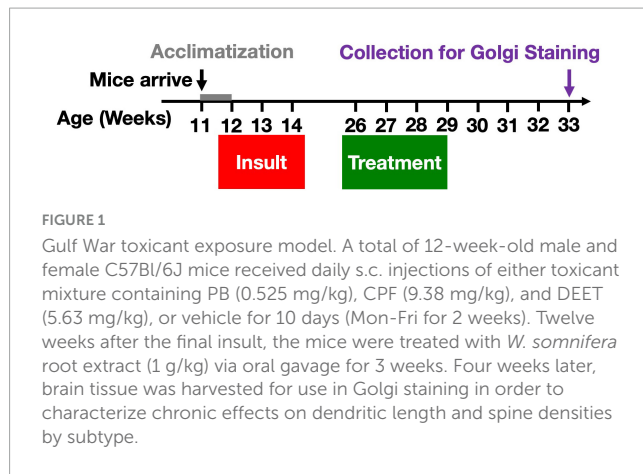 Acclimatization Collection for Golgi Staining
Mice arrive
Age (Weeks)
11 12 13 14 26 27 28 29 30 31 32 33
Insult Treatment
FIGURE 1
Gulf War toxicant exposure model. A total of 12-week-old male and
female C57Bl/6J mice received daily s.c. injections of either toxicant
mixture containing PB (0.525 mg/kg), CPF (9.38 mg/kg), and DEET
(5.63 mg/kg), or vehicle for 10 days (Mon-Fri for 2 weeks). Twelve
weeks after the final insult, the mice were treated with W. somnifera
root extract (1 g/kg) via oral gavage for 3 weeks. Four weeks later,
brain tissue was harvested for use in Golgi staining in order to
characterize chronic effects on dendritic length and spine densities
by subtype.